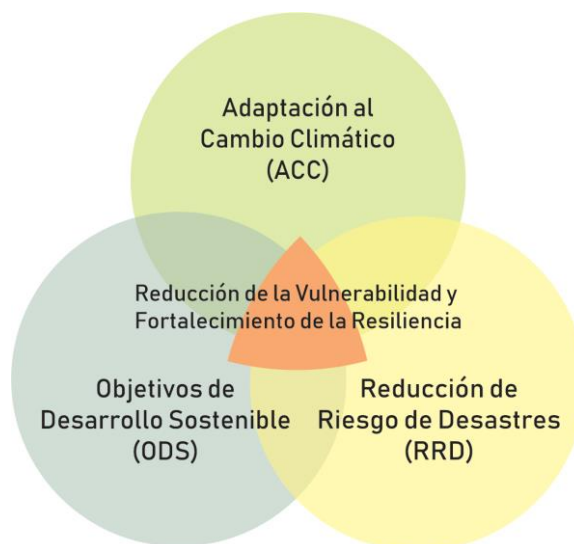 Adaptación al
Cambio Climático
(ACC)
Reducción de la Vulnerabilidad y
Fortalecimiento de la Resiliencia
Objetivos de
Desarrollo Sostenible
(ODS)
Reducción de
Riesgo de Desastres
(RRD)